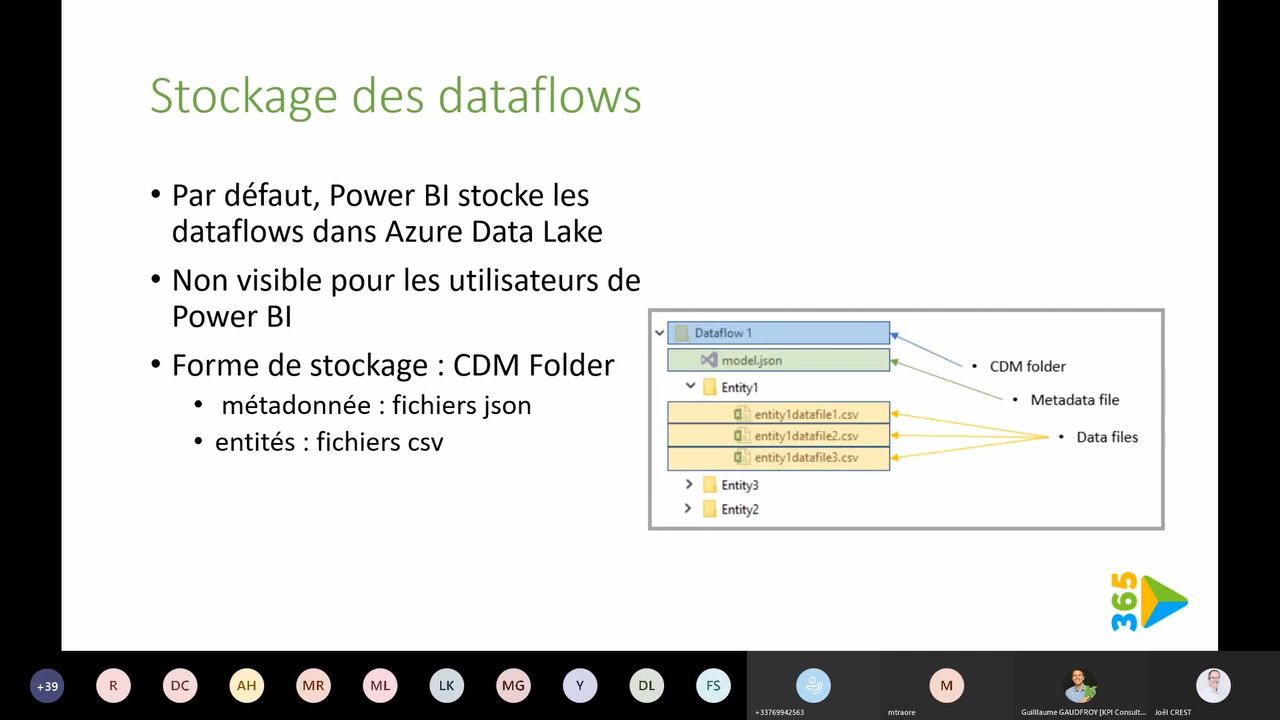 Stockage des dataflows
• Par défaut, Power BI stocke les
dataflows dans Azure Data Lake
• Non visible pour les utilisateurs de
Power BI
• Forme de stockage : CDM Folder
• métadonnée : fichiers json
• entités : fichiers csv
Dataflow 1
model.json
Entity1
entity1datafile1.csv
entity1datafile2.csv
entity1datafile3.csv
Entity3
Entity2
• CDM folder
• Metadata file
• Data files
365
+39
R
DC
AH
MR
ML
LK
MG
Y
DL
FS
+33769942563
M
mtraore
Guillaume GAUDFROY [KPI Consult...
Joël CREST